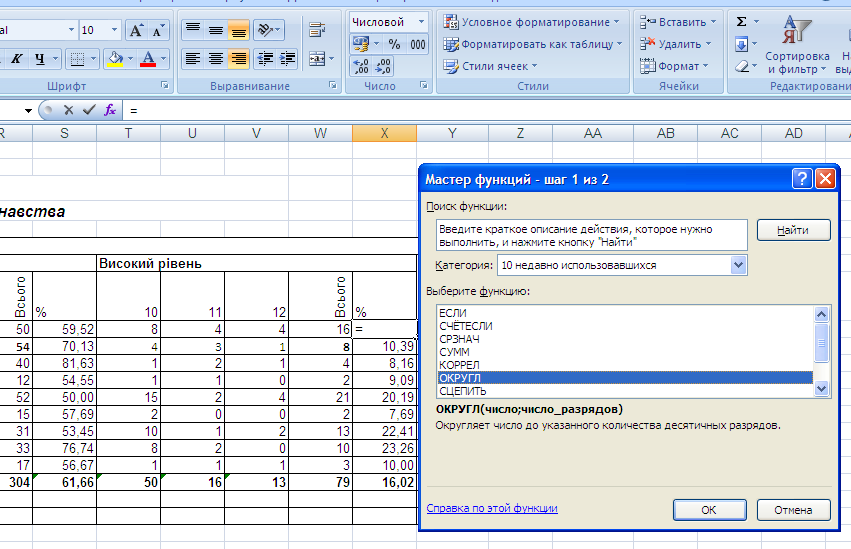 al 10 Числовой Условное форматирование Вставить Σ
Ж К Ч % 000 Форматировать как таблицу Удалить Сортировка
,0 ,00 ,00 ,0 Стили ячеек Формат и фильтр
Шрифт Выравнивание Число Стили Ячейки Редактировани
fx =
R S T U V W X Y Z AA AB AC AD
навства
Високий рівень
Всього % 10 11 12 Всього %
50 59,52 8 4 4 16 =
54 70,13 4 3 1 8 10,39
40 81,63 1 2 1 4 8,16
12 54,55 1 1 0 2 9,09
52 50,00 15 2 4 21 20,19
15 57,69 2 0 0 2 7,69
31 53,45 10 1 2 13 22,41
33 76,74 8 2 0 10 23,26
17 56,67 1 1 1 3 10,00
304 61,66 50 16 13 79 16,02
Мастер функций - шаг 1 из 2
Поиск функции:
Введите краткое описание действия, которое нужно
выполнить, и нажмите кнопку "Найти"
Найти
Категория: 10 недавно использовавшихся
Выберите функцию:
ЕСЛИ
СЧЁТЕСЛИ
СРЗНАЧ
СУММ
КОРРЕЛ
ОКРУГЛ
СЦЕПИТЬ
ОКРУГЛ(число;число_разрядов)
Округляет число до указанного количества десятичных разрядов.
Справка по этой функции
ОК Отмена